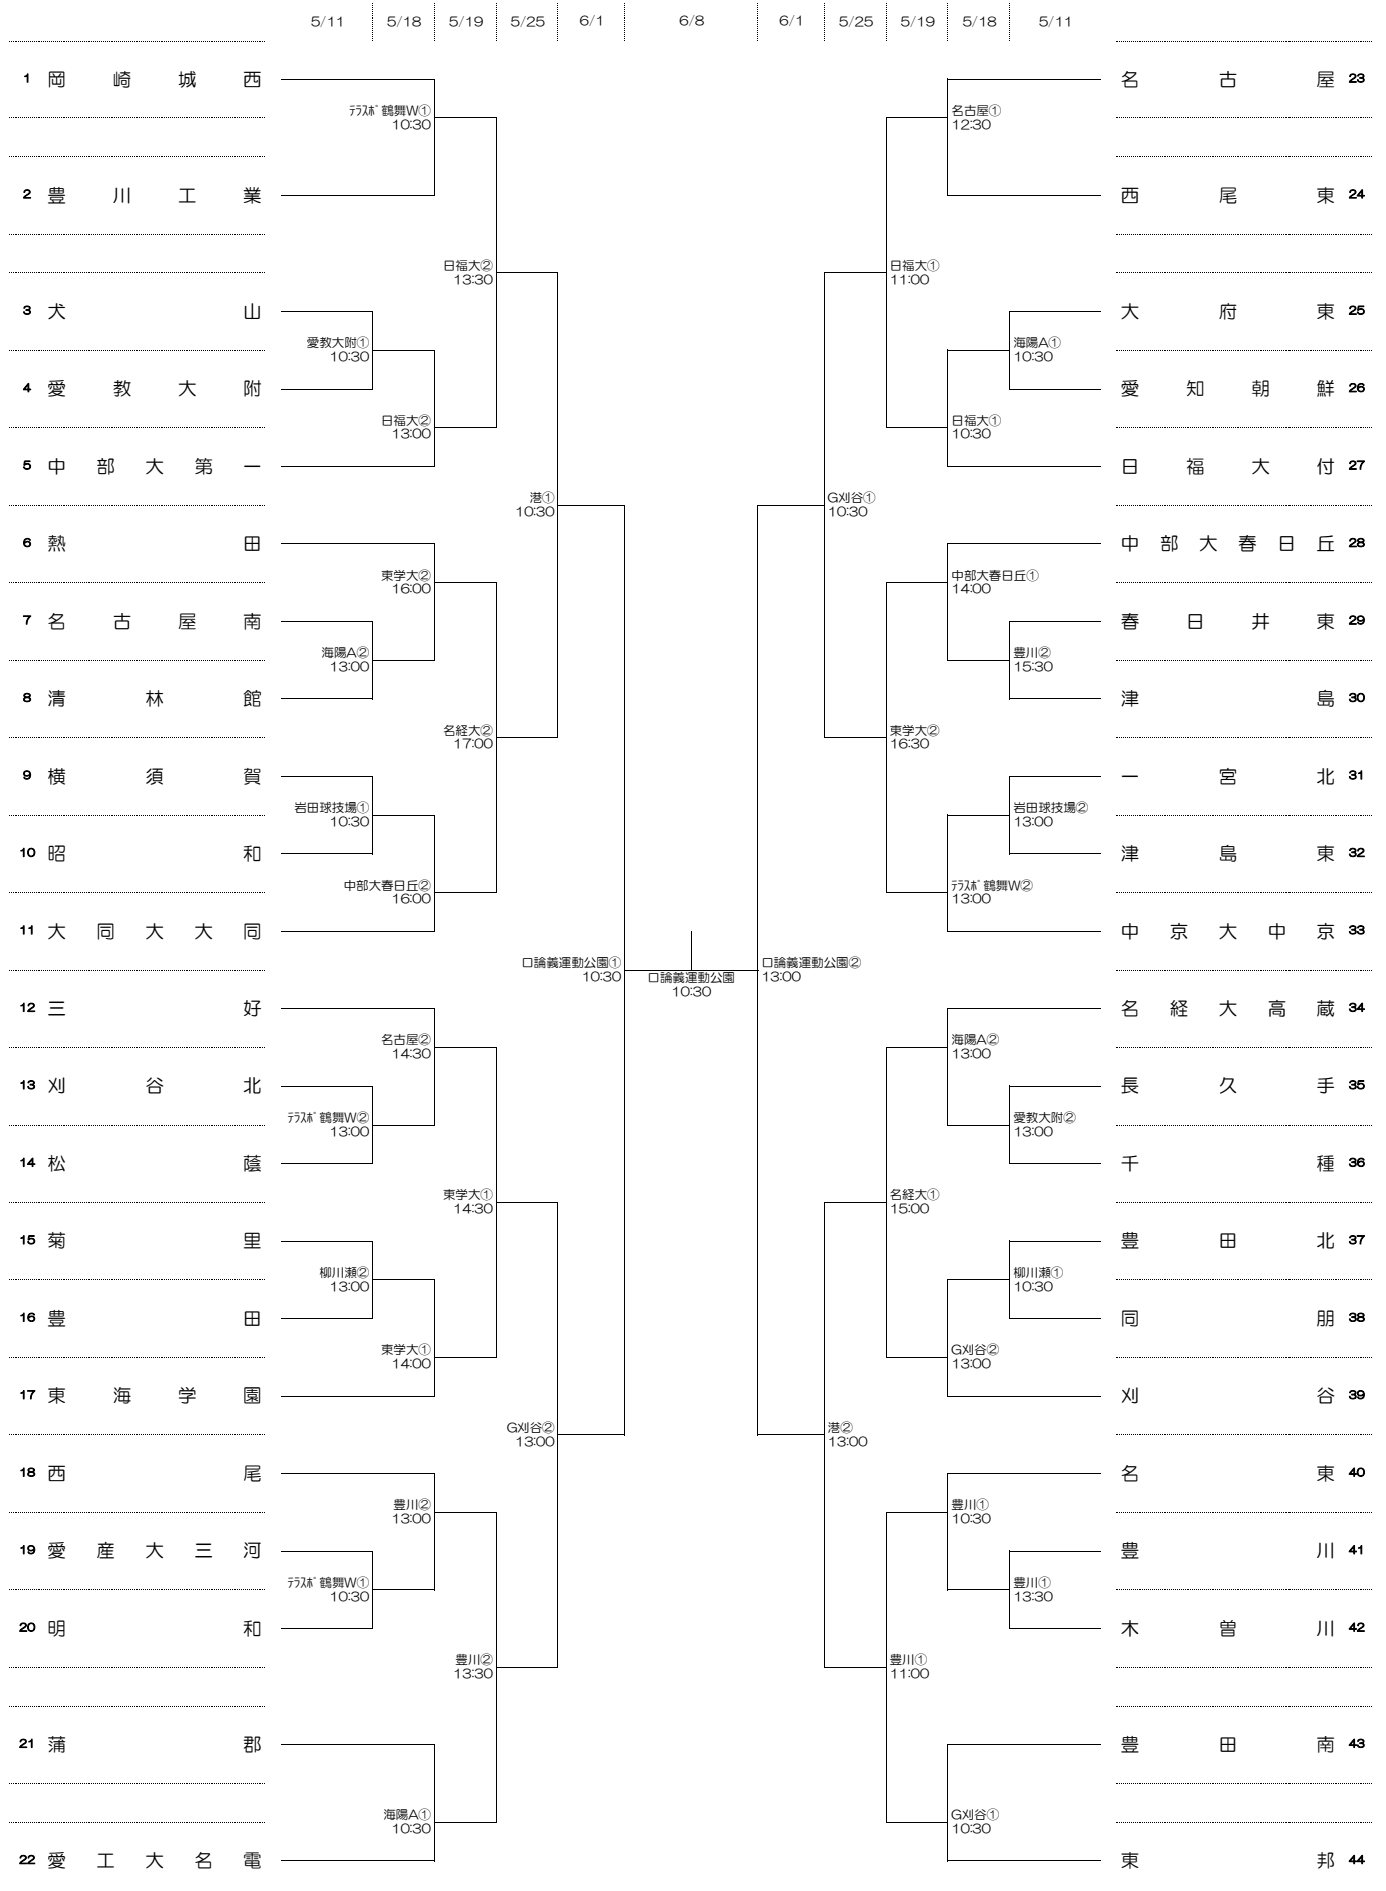 5/11 5/18 5/19 5/25 6/1 6/8 6/1 5/25 5/19 5/18 5/11
1 岡崎城西
ﾃﾗｽﾎﾟ鶴舞W①
10:30
2 豊川工業
日福大②
13:30
3 犬山
愛教大附①
10:30
4 愛教大附
日福大②
13:00
5 中部大第一
港①
10:30
6 熱田
東学大②
16:00
7 名古屋南
海陽A②
13:00
8 清林館
名経大②
17:00
9 横須賀
岩田球技場①
10:30
10 昭和
中部大春日丘②
16:00
11 大同大大同
口論義運動公園①
10:30
12 三好
名古屋②
14:30
13 刈谷北
ﾃﾗｽﾎﾟ鶴舞W②
13:00
14 松蔭
東学大①
14:30
15 菊里
柳川瀬②
13:00
16 豊田
東学大①
14:00
17 東海学園
G刈谷②
13:00
18 西尾
豊川②
13:00
19 愛産大三河
ﾃﾗｽﾎﾟ鶴舞W①
10:30
20 明和
豊川②
13:30
21 蒲郡
海陽A①
10:30
22 愛工大名電
口論義運動公園
10:30
名古屋 23
名古屋①
12:30
西尾東 24
日福大①
11:00
大府東 25
海陽A①
10:30
愛知朝鮮 26
日福大①
10:30
日福大付 27
G刈谷①
10:30
中部大春日丘 28
中部大春日丘①
14:00
春日井東 29
豊川②
15:30
津島 30
東学大②
16:30
一宮北 31
岩田球技場②
13:00
津島東 32
ﾃﾗｽﾎﾟ鶴舞W②
13:00
中京大中京 33
口論義運動公園②
13:00
名経大高蔵 34
海陽A②
13:00
長久手 35
愛教大附②
13:00
千種 36
名経大①
15:00
豊田北 37
柳川瀬①
10:30
同朋 38
G刈谷②
13:00
刈谷 39
港②
13:00
名東 40
豊川①
10:30
豊川 41
豊川①
13:30
木曽川 42
豊川①
11:00
豊田南 43
G刈谷①
10:30
東邦 44